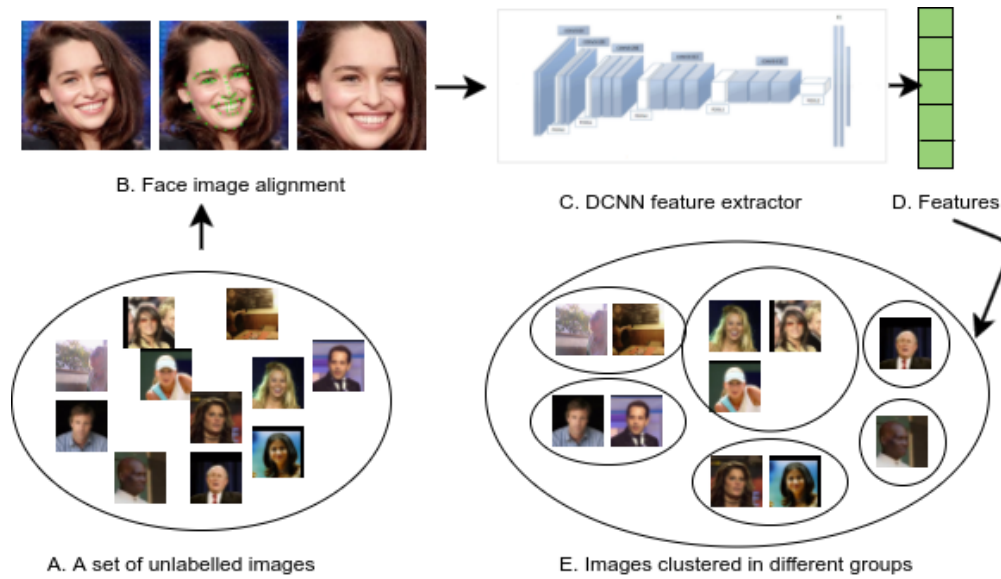 B. Face image alignment
C. DCNN feature extractor
D. Features
A. A set of unlabelled images
E. Images clustered in different groups